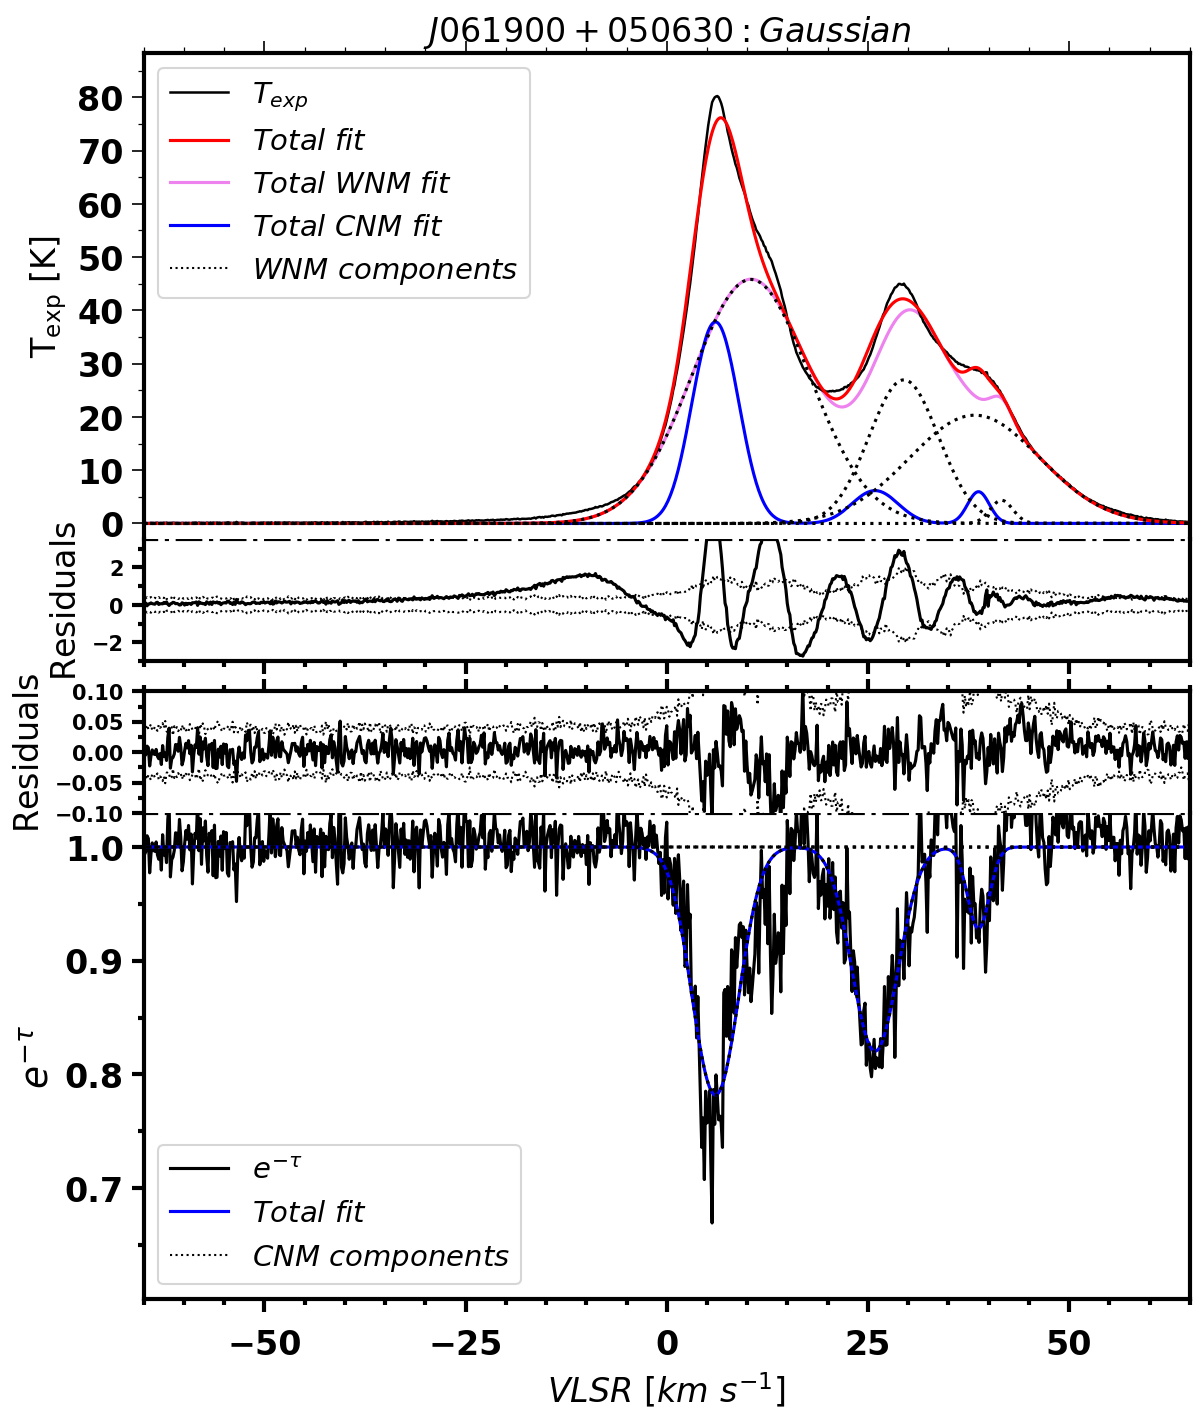 J061900 + 050630 : Gaussian
T_exp
Total fit
Total WNM fit
Total CNM fit
WNM components
T_exp [K]
80
70
60
50
40
30
20
10
0
Residuals
2
0
−2
Residuals
0.10
0.05
0.00
−0.05
−0.10
e^{−τ}
1.0
0.9
0.8
0.7
e^{−τ}
Total fit
CNM components
−50 −25 0 25 50
VLSR [km s^{−1}]